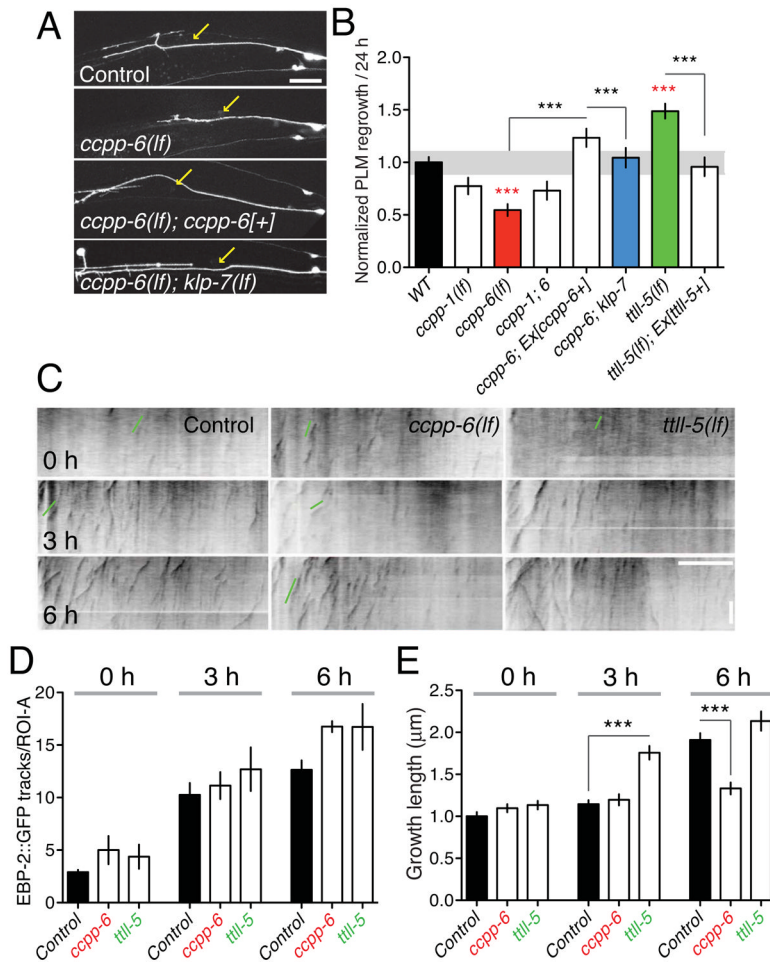 A
Control
ccpp-6(lf)
ccpp-6(lf); ccpp-6[+]
ccpp-6(lf); klp-7(lf)
B
Normalized PLM regrowth / 24 h
2.0
1.5
1.0
0.5
0.0
***
***
***
***
***
WT
ccpp-1(lf)
ccpp-6(lf)
ccpp-1; 6
ccpp-6; Ex[ccpp-6+]
ccpp-6; klp-7
ttll-5(lf)
ttll-5(lf); Ex[ttll-5+]
C
Control
ccpp-6(lf)
ttll-5(lf)
0 h
3 h
6 h
D
0 h
3 h
6 h
EBP-2::GFP tracks/ROI-A
20
15
10
5
0
Control
ccpp-6
ttll-5
Control
ccpp-6
ttll-5
Control
ccpp-6
ttll-5
E
0 h
3 h
6 h
Growth length (μm)
2.5
2.0
1.5
1.0
0.0
***
***
Control
ccpp-6
ttll-5
Control
ccpp-6
ttll-5
Control
ccpp-6
ttll-5